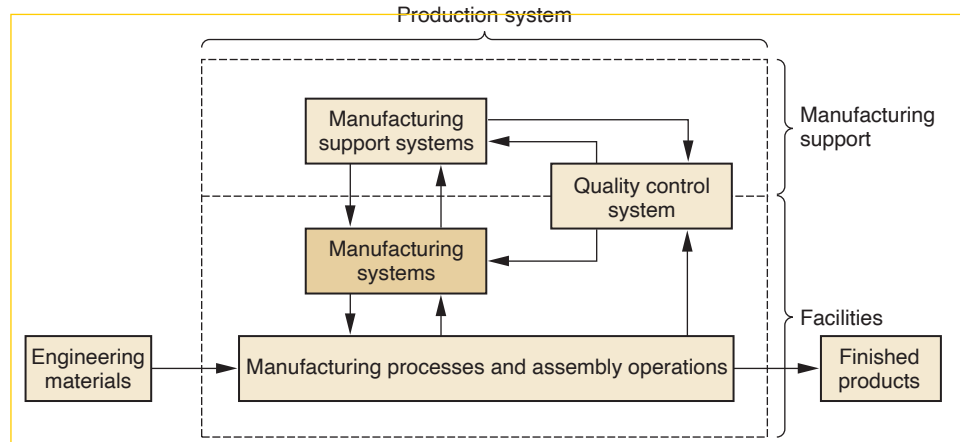 Production system
Manufacturing
support systems
Manufacturing
support
Quality control
system
Manufacturing
systems
Facilities
Engineering
materials
Manufacturing processes and assembly operations
Finished
products